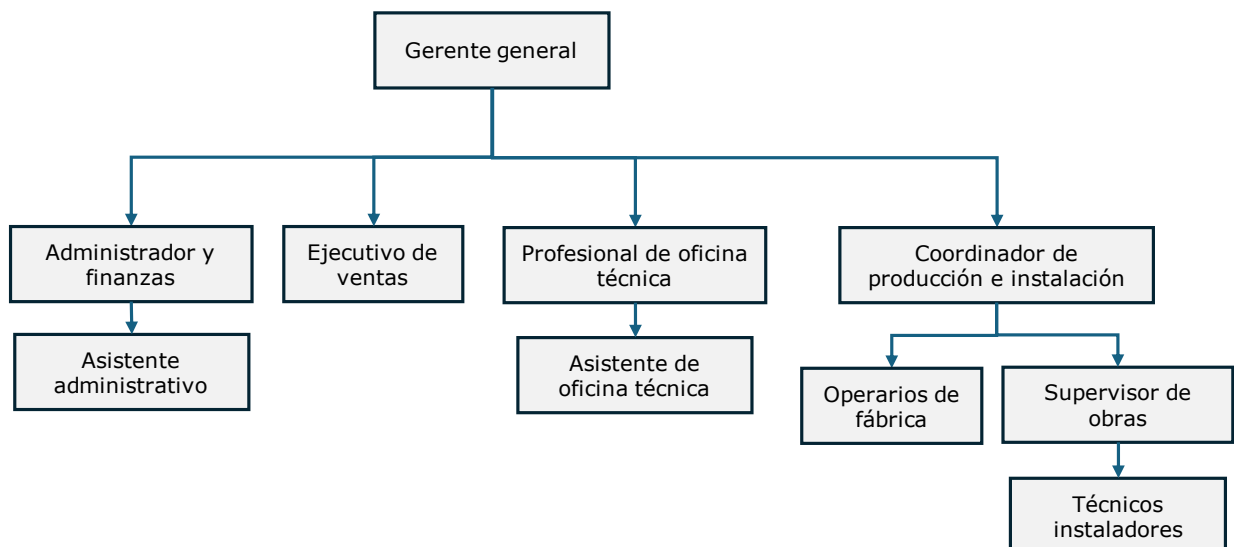 Gerente general
Administrador y
finanzas
Ejecutivo de
ventas
Profesional de oficina
técnica
Coordinador de
producción e instalación
Asistente
administrativo
Asistente de
oficina técnica
Operarios de
fábrica
Supervisor de
obras
Técnicos
instaladores